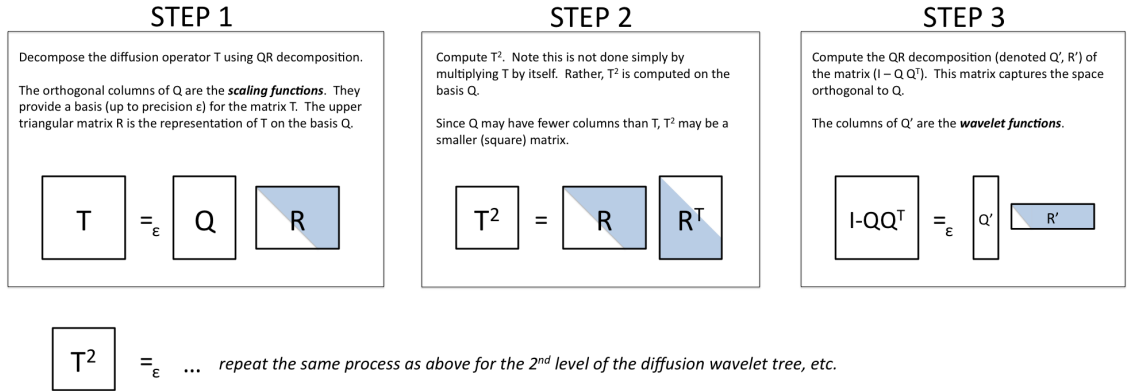 STEP 1
Decompose the diffusion operator T using QR decomposition.
The orthogonal columns of Q are the scaling functions. They
provide a basis (up to precision ε) for the matrix T. The upper
triangular matrix R is the representation of T on the basis Q.
T =ε Q R
STEP 2
Compute T². Note this is not done simply by
multiplying T by itself. Rather, T² is computed on the
basis Q.
Since Q may have fewer columns than T, T² may be a
smaller (square) matrix.
T² = R Rᵀ
STEP 3
Compute the QR decomposition (denoted Q’, R’) of
the matrix (I – Q Qᵀ). This matrix captures the space
orthogonal to Q.
The columns of Q’ are the wavelet functions.
I-QQᵀ =ε Q’ R’
T² =ε ... repeat the same process as above for the 2ⁿᵈ level of the diffusion wavelet tree, etc.